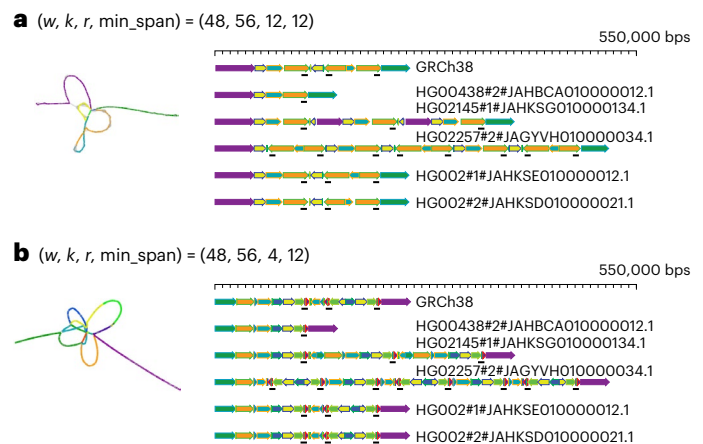 a (w, k, r, min_span) = (48, 56, 12, 12)
550,000 bps
GRCh38
HG00438#2#JAHBCA010000012.1
HG02145#1#JAHKSG010000134.1
HG02257#2#JAGYVH010000034.1
HG002#1#JAHKSE010000012.1
HG002#2#JAHKSD010000021.1
b (w, k, r, min_span) = (48, 56, 4, 12)
550,000 bps
GRCh38
HG00438#2#JAHBCA010000012.1
HG02145#1#JAHKSG010000134.1
HG02257#2#JAGYVH010000034.1
HG002#1#JAHKSE010000012.1
HG002#2#JAHKSD010000021.1